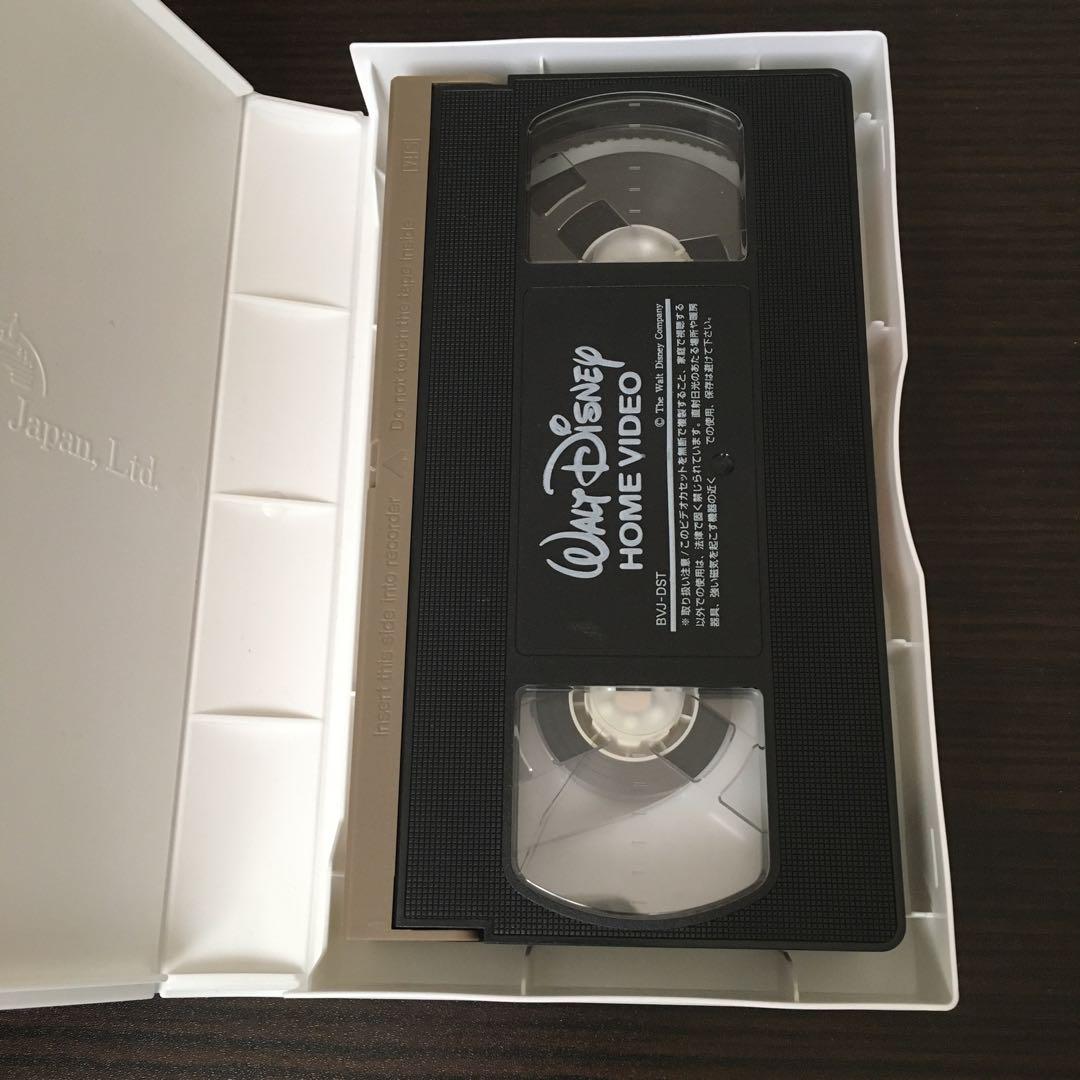 Japan, Ltd.
VHS
Insert this side into recorder
Do not touch the tape inside
WALT DISNEY
HOME VIDEO
© The Walt Disney Company
BVJ-DST
※取り扱い注意/このビデオカセットを無断で複製すること、家庭で視聴する
以外での使用は、法律で固く禁じられています。直射日光のあたる場所や暖房
器具、強い磁気を起こす機器の近く での使用、保存は避けて下さい。